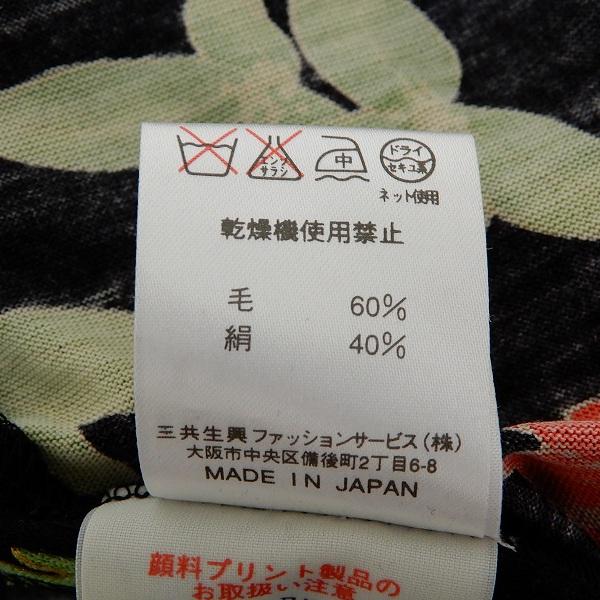 エンソ
サラシ
中
ドライ
セキユ系
ネット使用
乾燥機使用禁止
毛 60%
絹 40%
三共生興ファッションサービス(株)
大阪市中央区備後町2丁目6-8
MADE IN JAPAN
顔料プリント製品の
お取扱い注意